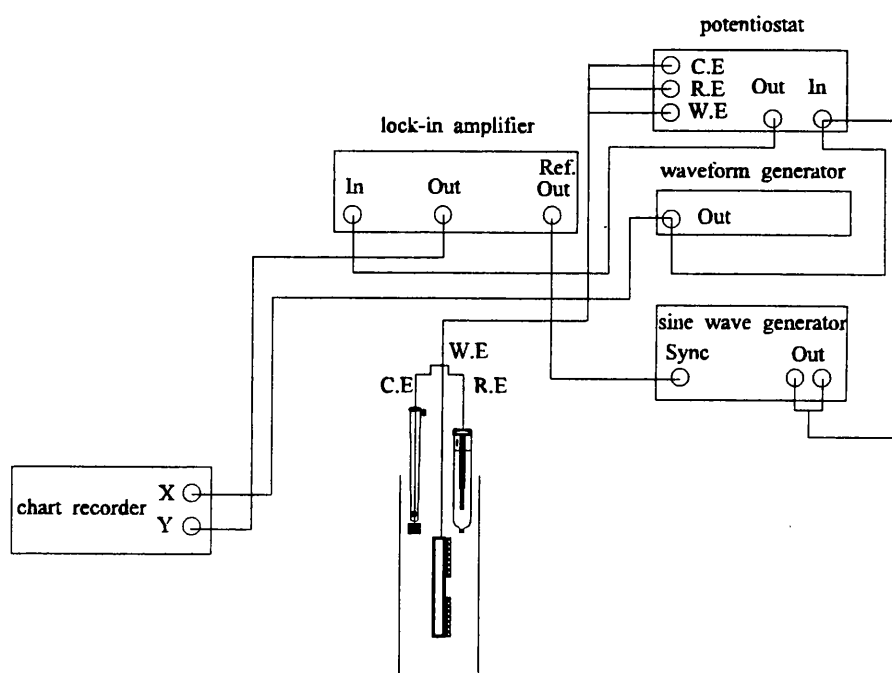 potentiostat
C.E
R.E
W.E
Out In
lock-in amplifier
In Out Ref.
Out
waveform generator
Out
sine wave generator
Sync Out
W.E
C.E R.E
chart recorder
X
Y